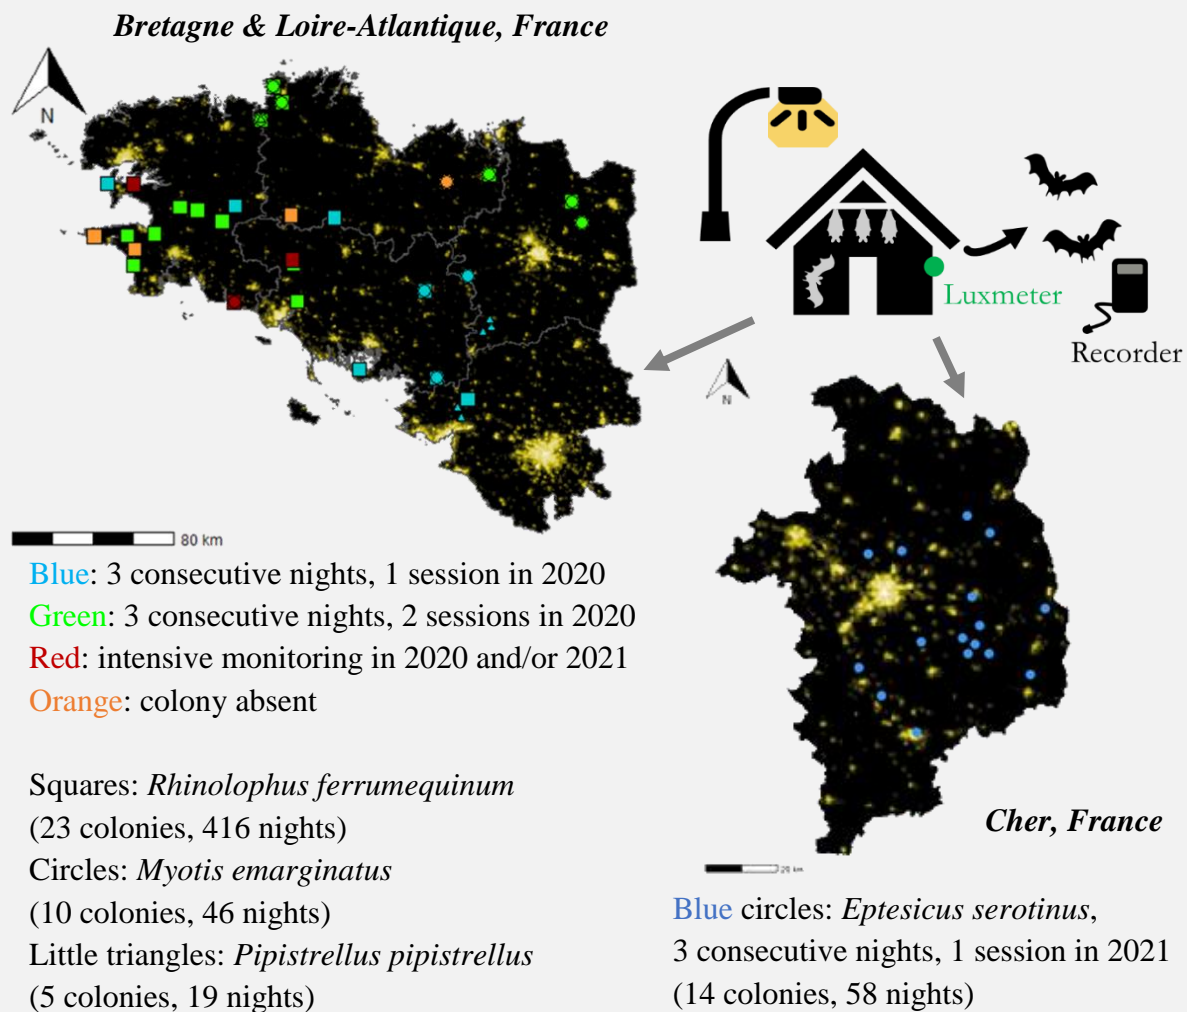 Bretagne & Loire-Atlantique, France
N
Luxmeter
Recorder
N
80 km
Blue: 3 consecutive nights, 1 session in 2020
Green: 3 consecutive nights, 2 sessions in 2020
Red: intensive monitoring in 2020 and/or 2021
Orange: colony absent
Squares: Rhinolophus ferrumequinum
(23 colonies, 416 nights)
Circles: Myotis emarginatus
(10 colonies, 46 nights)
Little triangles: Pipistrellus pipistrellus
(5 colonies, 19 nights)
Cher, France
km
Blue circles: Eptesicus serotinus,
3 consecutive nights, 1 session in 2021
(14 colonies, 58 nights)